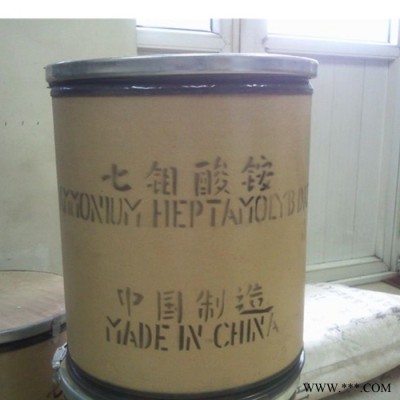 七钼酸铵
MMONIUM HEPTAMOLYBD
中国制造
MADE IN CHINA
www.***.com